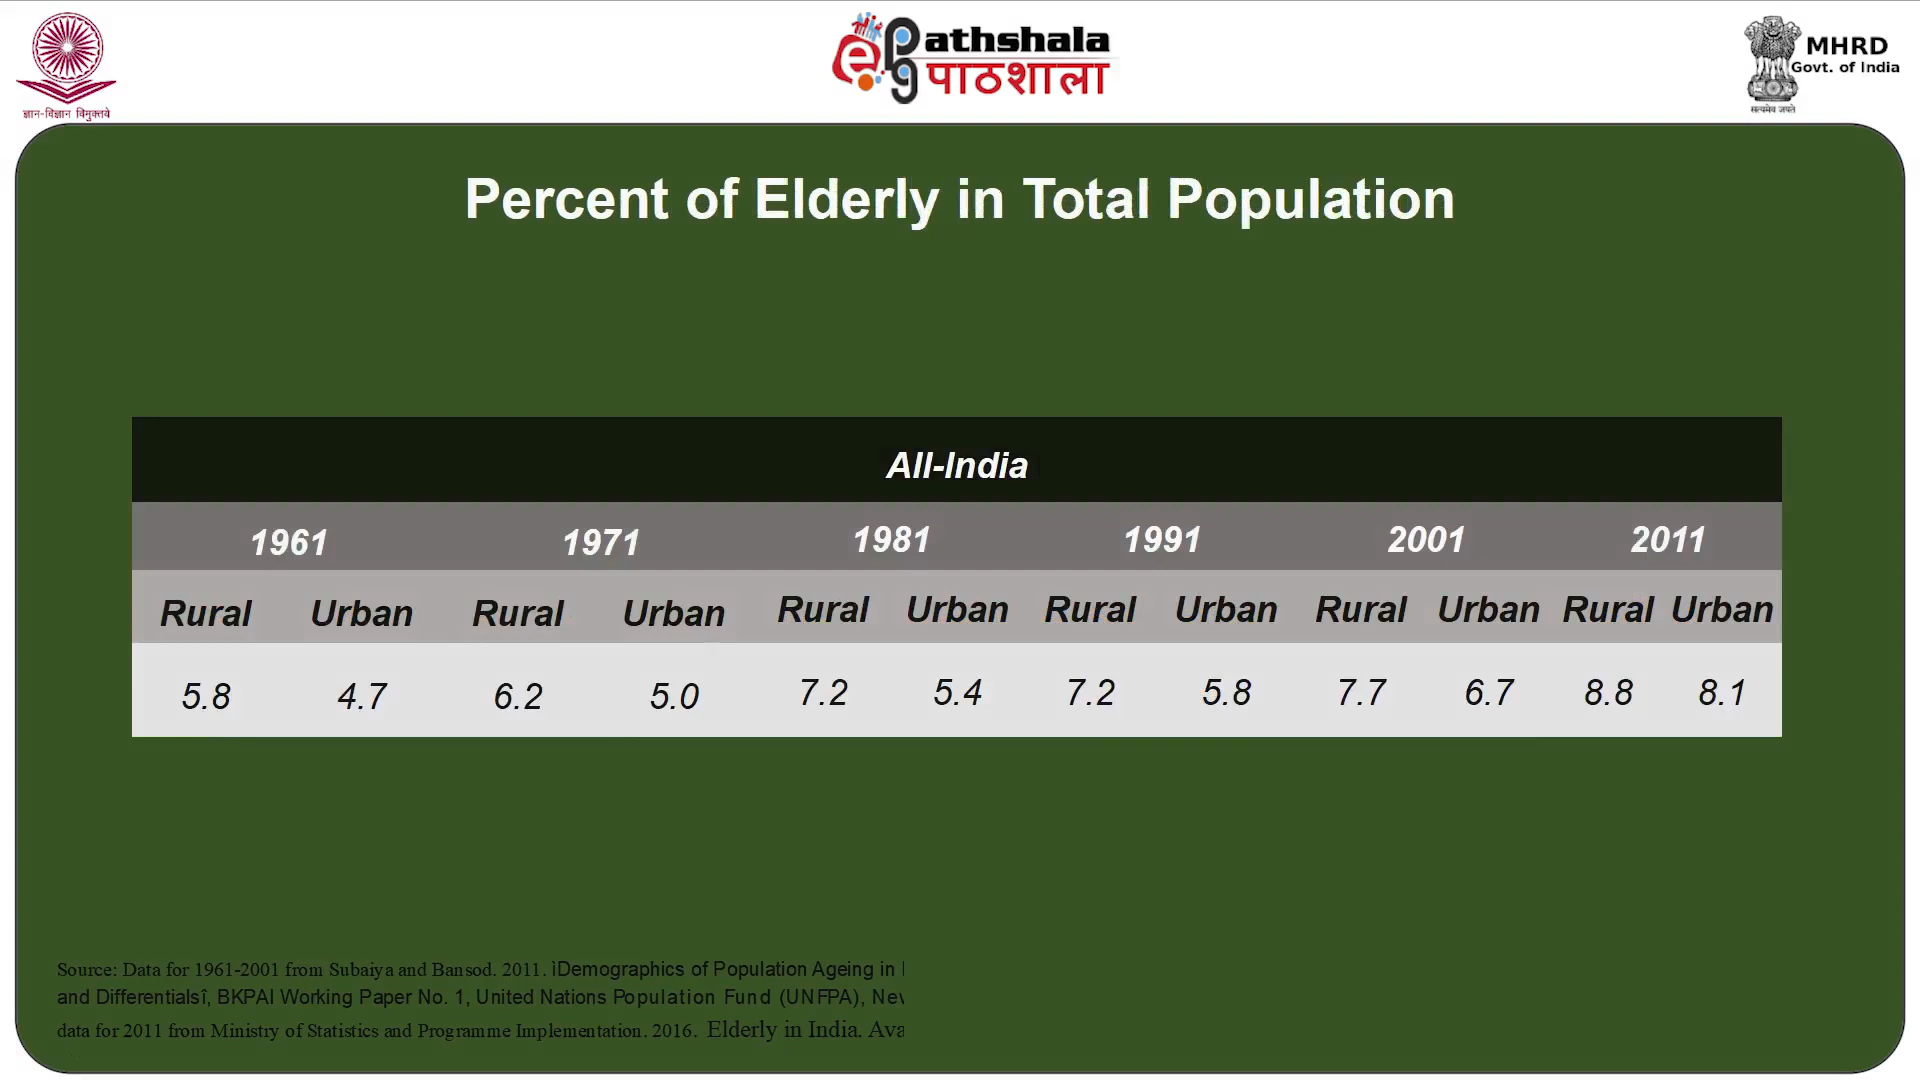 ज्ञान-विज्ञान विमुक्तये
ePathshala
पाठशाला
MHRD
Govt. of India
सत्यमेव जयते
Percent of Elderly in Total Population
All-India
1961 1971 1981 1991 2001 2011
Rural Urban Rural Urban Rural Urban Rural Urban Rural Urban Rural Urban
5.8 4.7 6.2 5.0 7.2 5.4 7.2 5.8 7.7 6.7 8.8 8.1
Source: Data for 1961-2001 from Subaiya and Bansod. 2011. ìDemographics of Population Ageing in
and Differentialsî, BKPAI Working Paper No. 1, United Nations Population Fund (UNFPA),
data for 2011 from Ministry of Statistics and Programme Implementation. 2016. Elderly in India.